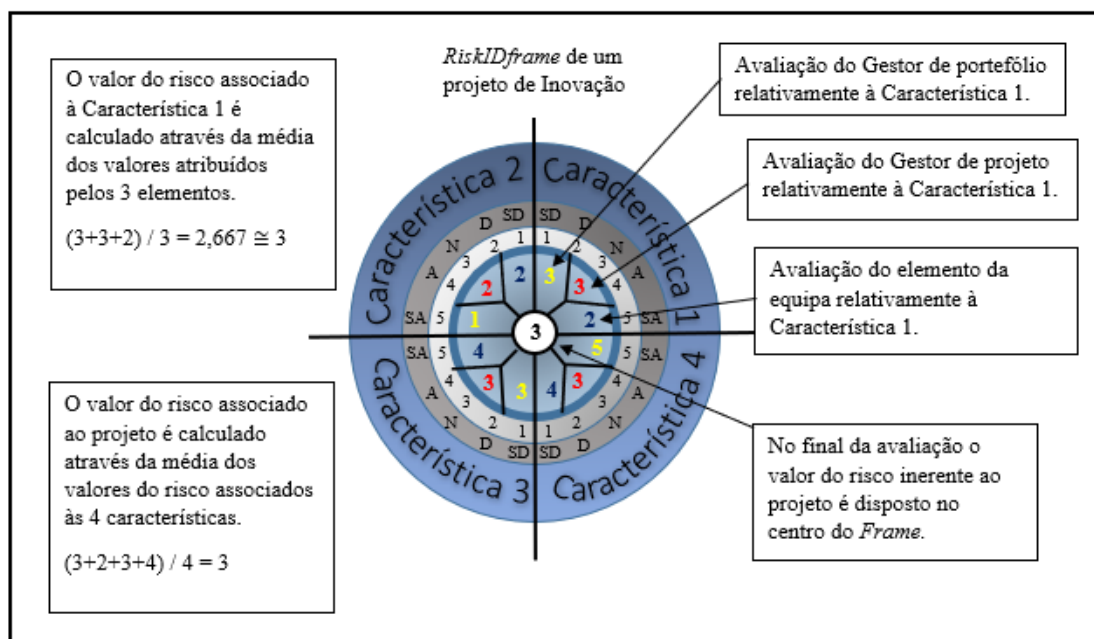 O valor do risco associado
à Característica 1 é
calculado através da média
dos valores atribuídos
pelos 3 elementos.
(3+3+2) / 3 = 2,667 ≅ 3
RiskIDframe de um
projeto de Inovação
Avaliação do Gestor de portefólio
relativamente à Característica 1.
Avaliação do Gestor de projeto
relativamente à Característica 1.
Avaliação do elemento da
equipa relativamente à
Característica 1.
No final da avaliação o
valor do risco inerente ao
projeto é disposto no
centro do Frame.
O valor do risco associado
ao projeto é calculado
através da média dos
valores do risco associados
às 4 características.
(3+2+3+4) / 4 = 3
Característica 2
SA A N D SD
5 4 3 2 1
1 2 2
Característica 1
SD D N A SA
1 2 3 4 5
3 3 2
3
Característica 3
SA A N D SD
5 4 3 2 1
4 3 3
Característica 4
SD D N A SA
1 2 3 4 5
4 3 5